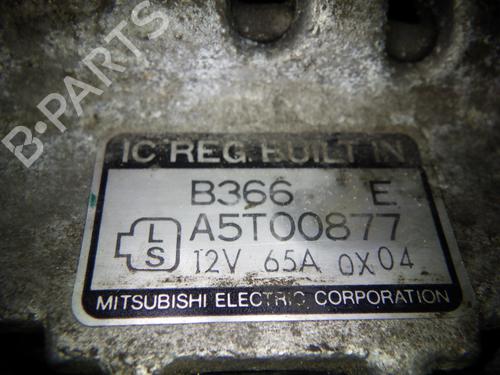 B-PARTS
IC REG. BUILT IN
B366 E
A5T00877
L
S
12V 65A 0X04
MITSUBISHI ELECTRIC CORPORATION